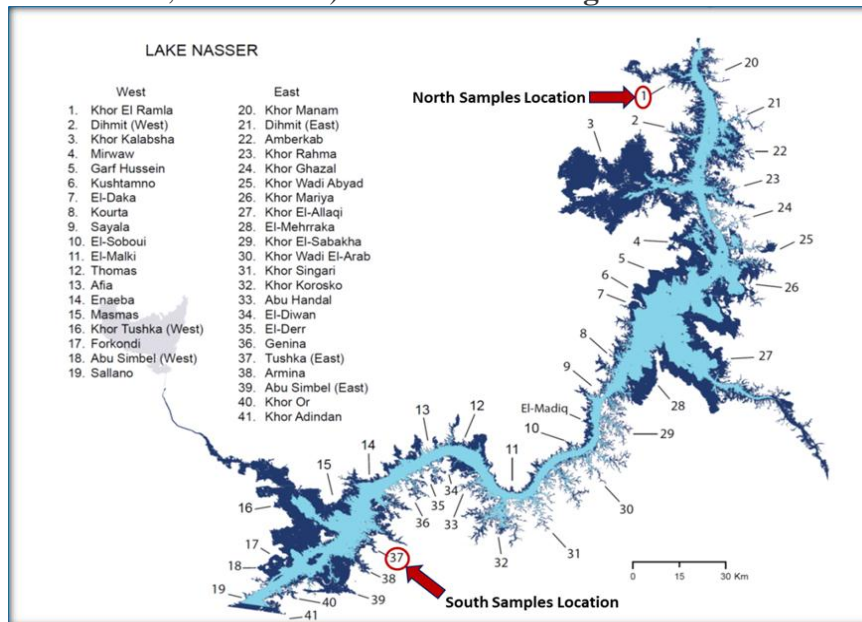 LAKE NASSER
West
1. Khor El Ramla
2. Dihmit (West)
3. Khor Kalabsha
4. Mirwaw
5. Garf Hussein
6. Kushtamno
7. El-Daka
8. Kourta
9. Sayala
10. El-Soboui
11. El-Malki
12. Thomas
13. Afia
14. Enaeba
15. Masmas
16. Khor Tushka (West)
17. Forkondi
18. Abu Simbel (West)
19. Sallano
East
20. Khor Manam
21. Dihmit (East)
22. Amberkab
23. Khor Rahma
24. Khor Ghazal
25. Khor Wadi Abyad
26. Khor Mariya
27. Khor El-Allaqi
28. El-Mehrraka
29. Khor El-Sabakha
30. Khor Wadi El-Arab
31. Khor Singari
32. Khor Korosko
33. Abu Handal
34. El-Diwan
35. El-Derr
36. Genina
37. Tushka (East)
38. Armina
39. Abu Simbel (East)
40. Khor Or
41. Khor Adindan
North Samples Location
1
20
21
2
3
22
23
24
4
25
5
26
6
7
8
27
9
28
El-Madiq
29
10
12
13
11
14
30
34
35
33
15
36
31
16
32
17
37
18
38
19
39
40
41
South Samples Location
0 15 30 Km